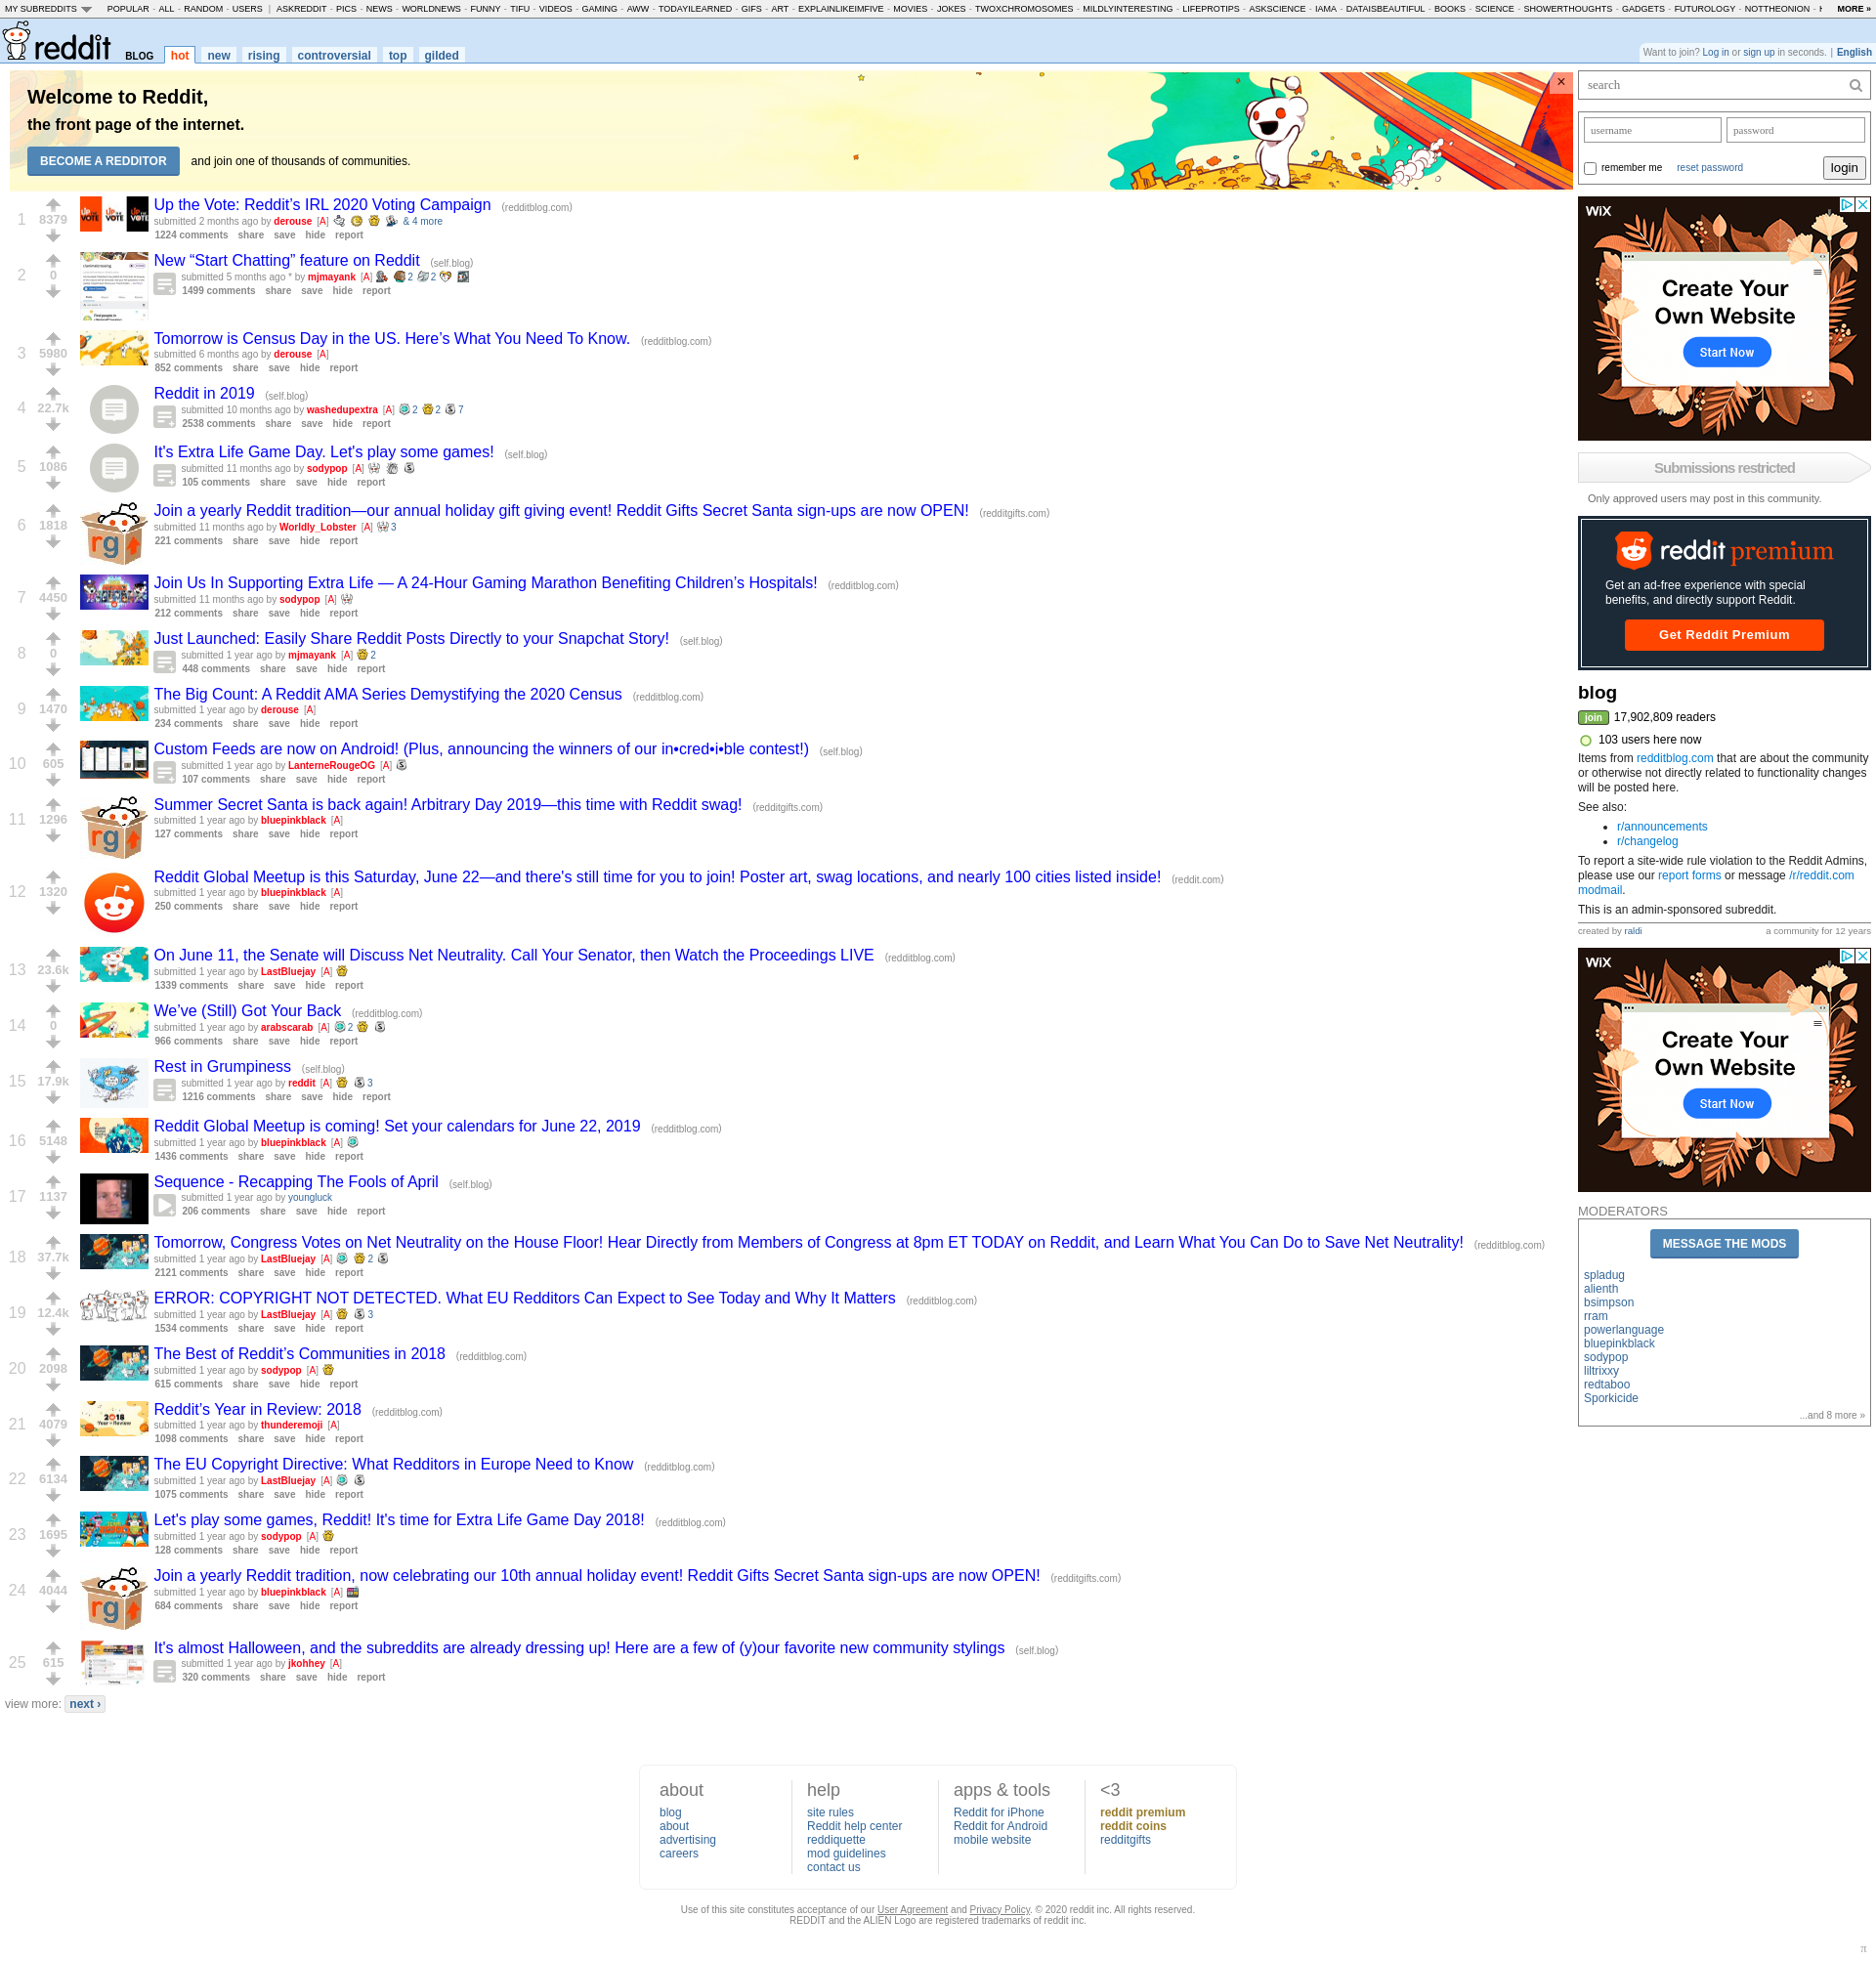 MY SUBREDDITS POPULAR - ALL - RANDOM - USERS | ASKREDDIT - PICS - NEWS - WORLDNEWS - FUNNY - TIFU - VIDEOS - GAMING - AWW - TODAYILEARNED - GIFS - ART - EXPLAINLIKEIMFIVE - MOVIES - JOKES - TWOXCHROMOSOMES - MILDLYINTERESTING - LIFEPROTIPS - ASKSCIENCE - IAMA - DATAISBEAUTIFUL - BOOKS - SCIENCE - SHOWERTHOUGHTS - GADGETS - FUTUROLOGY - NOTTHEONION - MORE »
reddit BLOG hot new rising controversial top gilded
Want to join? Log in or sign up in seconds. | English
Welcome to Reddit,
the front page of the internet.
BECOME A REDDITOR and join one of thousands of communities.
×
1 8379
UP THE VOTE
Up the Vote: Reddit’s IRL 2020 Voting Campaign (redditblog.com)
submitted 2 months ago by derouse [A] & 4 more
1224 comments share save hide report
2 0
New “Start Chatting” feature on Reddit (self.blog)
submitted 5 months ago * by mjmayank [A] 2 2
1499 comments share save hide report
3 5980
Tomorrow is Census Day in the US. Here’s What You Need To Know. (redditblog.com)
submitted 6 months ago by derouse [A]
852 comments share save hide report
4 22.7k
Reddit in 2019 (self.blog)
submitted 10 months ago by washedupextra [A] 2 2 7
2538 comments share save hide report
5 1086
It's Extra Life Game Day. Let's play some games! (self.blog)
submitted 11 months ago by sodypop [A]
105 comments share save hide report
6 1818
rg
Join a yearly Reddit tradition—our annual holiday gift giving event! Reddit Gifts Secret Santa sign-ups are now OPEN! (redditgifts.com)
submitted 11 months ago by Worldly_Lobster [A] 3
221 comments share save hide report
7 4450
Join Us In Supporting Extra Life — A 24-Hour Gaming Marathon Benefiting Children’s Hospitals! (redditblog.com)
submitted 11 months ago by sodypop [A]
212 comments share save hide report
8 0
Just Launched: Easily Share Reddit Posts Directly to your Snapchat Story! (self.blog)
submitted 1 year ago by mjmayank [A] 2
448 comments share save hide report
9 1470
The Big Count: A Reddit AMA Series Demystifying the 2020 Census (redditblog.com)
submitted 1 year ago by derouse [A]
234 comments share save hide report
10 605
Custom Feeds are now on Android! (Plus, announcing the winners of our in•cred•i•ble contest!) (self.blog)
submitted 1 year ago by LanterneRougeOG [A]
107 comments share save hide report
11 1296
rg
Summer Secret Santa is back again! Arbitrary Day 2019—this time with Reddit swag! (redditgifts.com)
submitted 1 year ago by bluepinkblack [A]
127 comments share save hide report
12 1320
Reddit Global Meetup is this Saturday, June 22—and there's still time for you to join! Poster art, swag locations, and nearly 100 cities listed inside! (reddit.com)
submitted 1 year ago by bluepinkblack [A]
250 comments share save hide report
13 23.6k
On June 11, the Senate will Discuss Net Neutrality. Call Your Senator, then Watch the Proceedings LIVE (redditblog.com)
submitted 1 year ago by LastBluejay [A]
1339 comments share save hide report
14 0
We’ve (Still) Got Your Back (redditblog.com)
submitted 1 year ago by arabscarab [A] 2
966 comments share save hide report
15 17.9k
Rest in Grumpiness (self.blog)
submitted 1 year ago by reddit [A] 3
1216 comments share save hide report
16 5148
Reddit Global Meetup is coming! Set your calendars for June 22, 2019 (redditblog.com)
submitted 1 year ago by bluepinkblack [A]
1436 comments share save hide report
17 1137
Sequence - Recapping The Fools of April (self.blog)
submitted 1 year ago by youngluck
206 comments share save hide report
18 37.7k
Tomorrow, Congress Votes on Net Neutrality on the House Floor! Hear Directly from Members of Congress at 8pm ET TODAY on Reddit, and Learn What You Can Do to Save Net Neutrality! (redditblog.com)
submitted 1 year ago by LastBluejay [A] 2
2121 comments share save hide report
19 12.4k
ERROR: COPYRIGHT NOT DETECTED. What EU Redditors Can Expect to See Today and Why It Matters (redditblog.com)
submitted 1 year ago by LastBluejay [A] 3
1534 comments share save hide report
20 2098
The Best of Reddit’s Communities in 2018 (redditblog.com)
submitted 1 year ago by sodypop [A]
615 comments share save hide report
21 4079
2018 Year in Review
Reddit’s Year in Review: 2018 (redditblog.com)
submitted 1 year ago by thunderemoji [A]
1098 comments share save hide report
22 6134
The EU Copyright Directive: What Redditors in Europe Need to Know (redditblog.com)
submitted 1 year ago by LastBluejay [A]
1075 comments share save hide report
23 1695
Let's play some games, Reddit! It's time for Extra Life Game Day 2018! (redditblog.com)
submitted 1 year ago by sodypop [A]
128 comments share save hide report
24 4044
rg
Join a yearly Reddit tradition, now celebrating our 10th annual holiday event! Reddit Gifts Secret Santa sign-ups are now OPEN! (redditgifts.com)
submitted 1 year ago by bluepinkblack [A]
684 comments share save hide report
25 615
It's almost Halloween, and the subreddits are already dressing up! Here are a few of (y)our favorite new community stylings (self.blog)
submitted 1 year ago by jkohhey [A]
320 comments share save hide report
view more: next ›
search
username password
remember me reset password login
WiX
Create Your
Own Website
Start Now
Submissions restricted
Only approved users may post in this community.
reddit premium
Get an ad-free experience with special
benefits, and directly support Reddit.
Get Reddit Premium
blog
join 17,902,809 readers
103 users here now
Items from redditblog.com that are about the community
or otherwise not directly related to functionality changes
will be posted here.
See also:
• r/announcements
• r/changelog
To report a site-wide rule violation to the Reddit Admins,
please use our report forms or message /r/reddit.com
modmail.
This is an admin-sponsored subreddit.
created by raldi a community for 12 years
WiX
Create Your
Own Website
Start Now
MODERATORS
MESSAGE THE MODS
spladug
alienth
bsimpson
rram
powerlanguage
bluepinkblack
sodypop
liltrixxy
redtaboo
Sporkicide
...and 8 more »
about
blog
about
advertising
careers
help
site rules
Reddit help center
reddiquette
mod guidelines
contact us
apps & tools
Reddit for iPhone
Reddit for Android
mobile website
<3
reddit premium
reddit coins
redditgifts
Use of this site constitutes acceptance of our User Agreement and Privacy Policy. © 2020 reddit inc. All rights reserved.
REDDIT and the ALIEN Logo are registered trademarks of reddit inc.
π